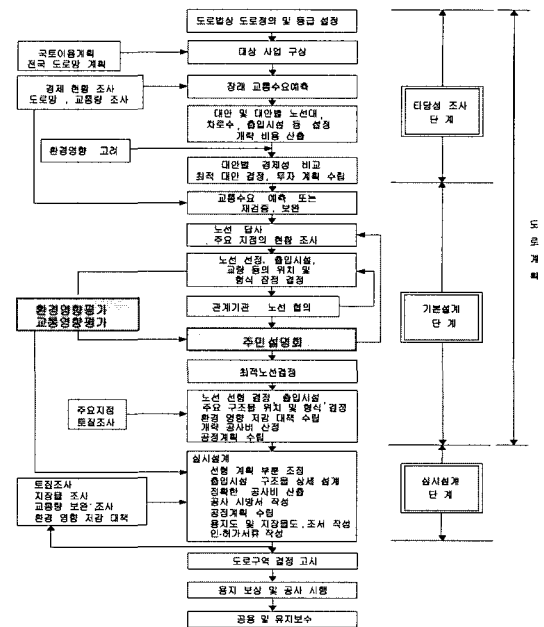 도로법상 도로정의 및 등급 설정
국토이용계획
전국 도로망 계획
대상 사업 구상
경제 현황 조사
도로망, 교통량 조사
장래 교통수요예측
대안 및 대안별 노선대,
차로수, 출입시설 등 설정
개략 비용 산출
타당성 조사
단 계
환경영향 고려
대안별 경제성 비교
최적 대안 결정, 투자 계획 수립
교통수요 예측 또는
재검증, 보완
노선 답사
주요 지점의 현황 조사
도
로
계
획
노선 선정, 출입시설,
교량 등의 위치 및
형식 잠정 결정
환경영향평가
교통영향평가
관계기관 노선 협의
기본설계
단 계
주민설명회
최적노선결정
주요지점
토질조사
노선 선형 결정, 출입시설
주요 구조물 위치 및 형식 결정
환경 영향 저감 대책 수립
개략 공사비 산정
공정계획 수립
토질조사
지장물 조사
교통량 보완 조사
환경 영향 저감 대책
실시설계
선형 계획 부분 조정
출입시설 구조물 상세 설계
정확한 공사비 산출
공사 시방서 작성
공정계획 수립
용지도 및 지장물도, 조서 작성
인·허가서류 작성
실시설계
단 계
도로구역 결정 고시
용지 보상 및 공사 시행
공용 및 유지보수